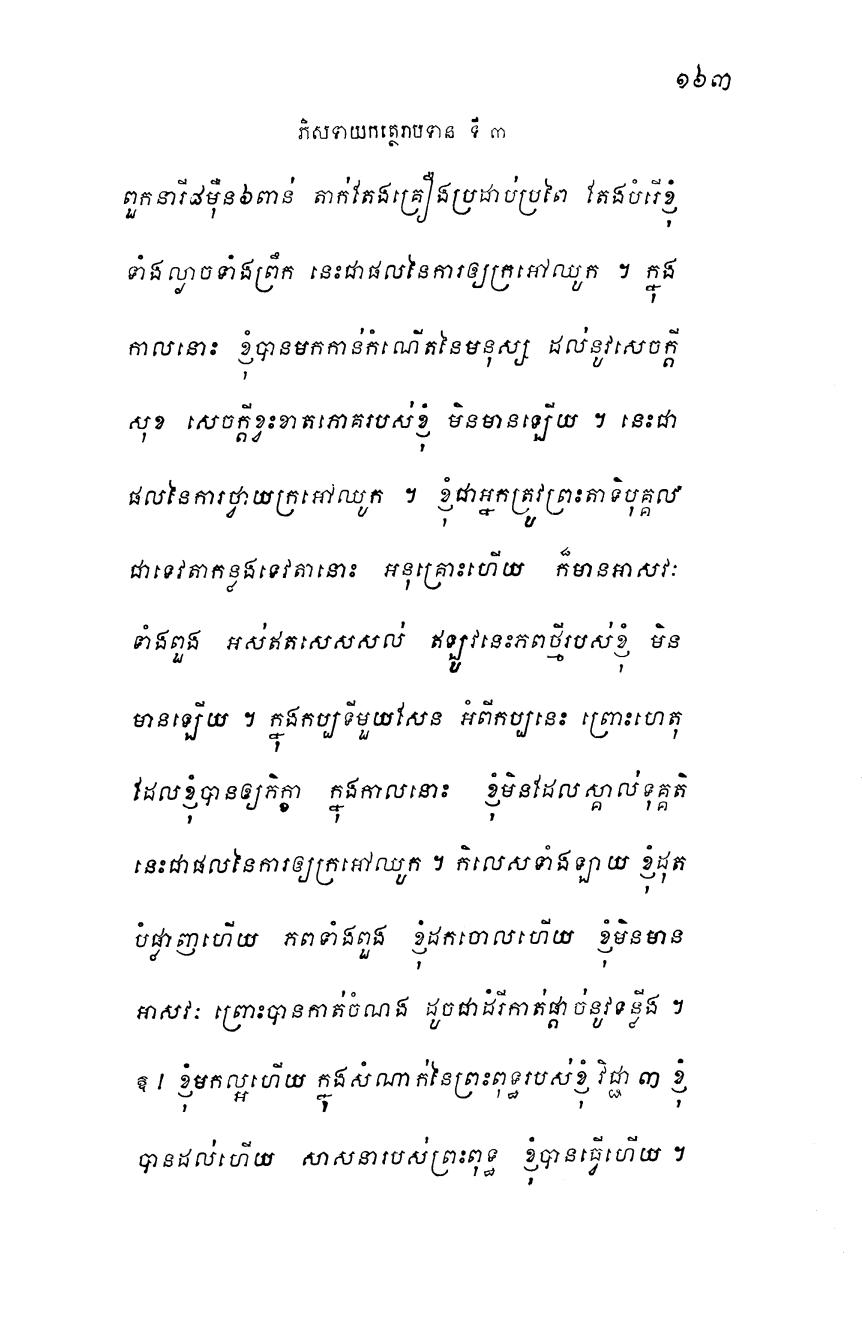 ១៦៣
ភិសទាយកត្ថេរាបទាន ទី ៣
ពួកនារី៨ម៉ឺន៦ពាន់ តាក់តែងគ្រឿងប្រដាប់ប្រពៃ តែងបំរើខ្ញុំ
ទាំងល្ងាចទាំងព្រឹក នេះជាផលនៃការឲ្យក្រអៅឈូក ។ ក្នុង
កាលនោះ ខ្ញុំបានមកកាន់កំណើតនៃមនុស្ស ដល់នូវសេចក្តី
សុខ សេចក្តីខ្វះខាតភោគរបស់ខ្ញុំ មិនមានឡើយ ។ នេះជា
ផលនៃការថ្វាយក្រអៅឈូក ។ ខ្ញុំជាអ្នកត្រូវព្រះតាទិបុគ្គល
ជាទេវតាកន្លងទេវតានោះ អនុគ្រោះហើយ ក៏មានអាសវៈ
ទាំងពួង អស់ឥតសេសសល់ ឥឡូវនេះភពថ្មីរបស់ខ្ញុំ មិន
មានឡើយ ។ ក្នុងកប្បទីមួយសែន អំពីកប្បនេះ ព្រោះហេតុ
ដែលខ្ញុំបានឲ្យភិក្ខា ក្នុងកាលនោះ ខ្ញុំមិនដែលស្គាល់ទុគ្គតិ
នេះជាផលនៃការឲ្យក្រអៅឈូក ។ កិលេសទាំងឡាយ ខ្ញុំដុត
បំផ្លាញហើយ ភពទាំងពួង ខ្ញុំដកចោលហើយ ខ្ញុំមិនមាន
អាសវៈ ព្រោះបានកាត់ចំណង ដូចជាដំរីកាត់ផ្តាច់នូវទន្លីង ។
ឱ ! ខ្ញុំមកល្អហើយ ក្នុងសំណាក់នៃព្រះពុទ្ធរបស់ខ្ញុំ វិជ្ជា ៣ ខ្ញុំ
បានដល់ហើយ សាសនារបស់ព្រះពុទ្ធ ខ្ញុំបានធ្វើហើយ ។